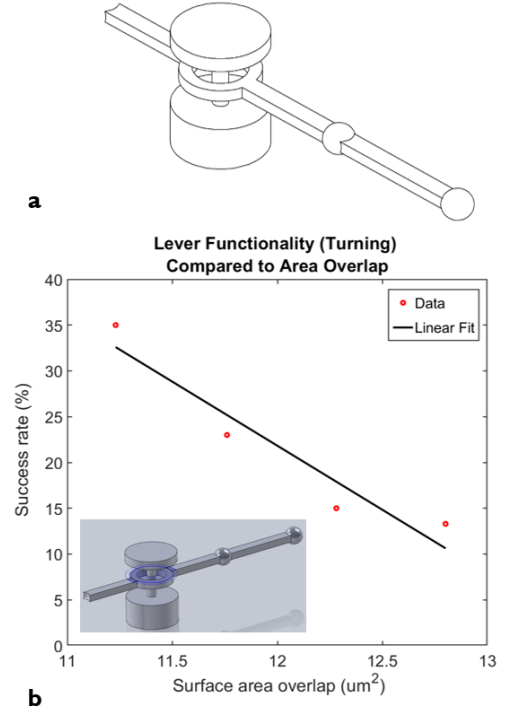 a
Lever Functionality (Turning)
Compared to Area Overlap
40
35
30
25
20
15
10
5
0
Success rate (%)
Data
Linear Fit
11
11.5
12
12.5
13
Surface area overlap (um²)
b